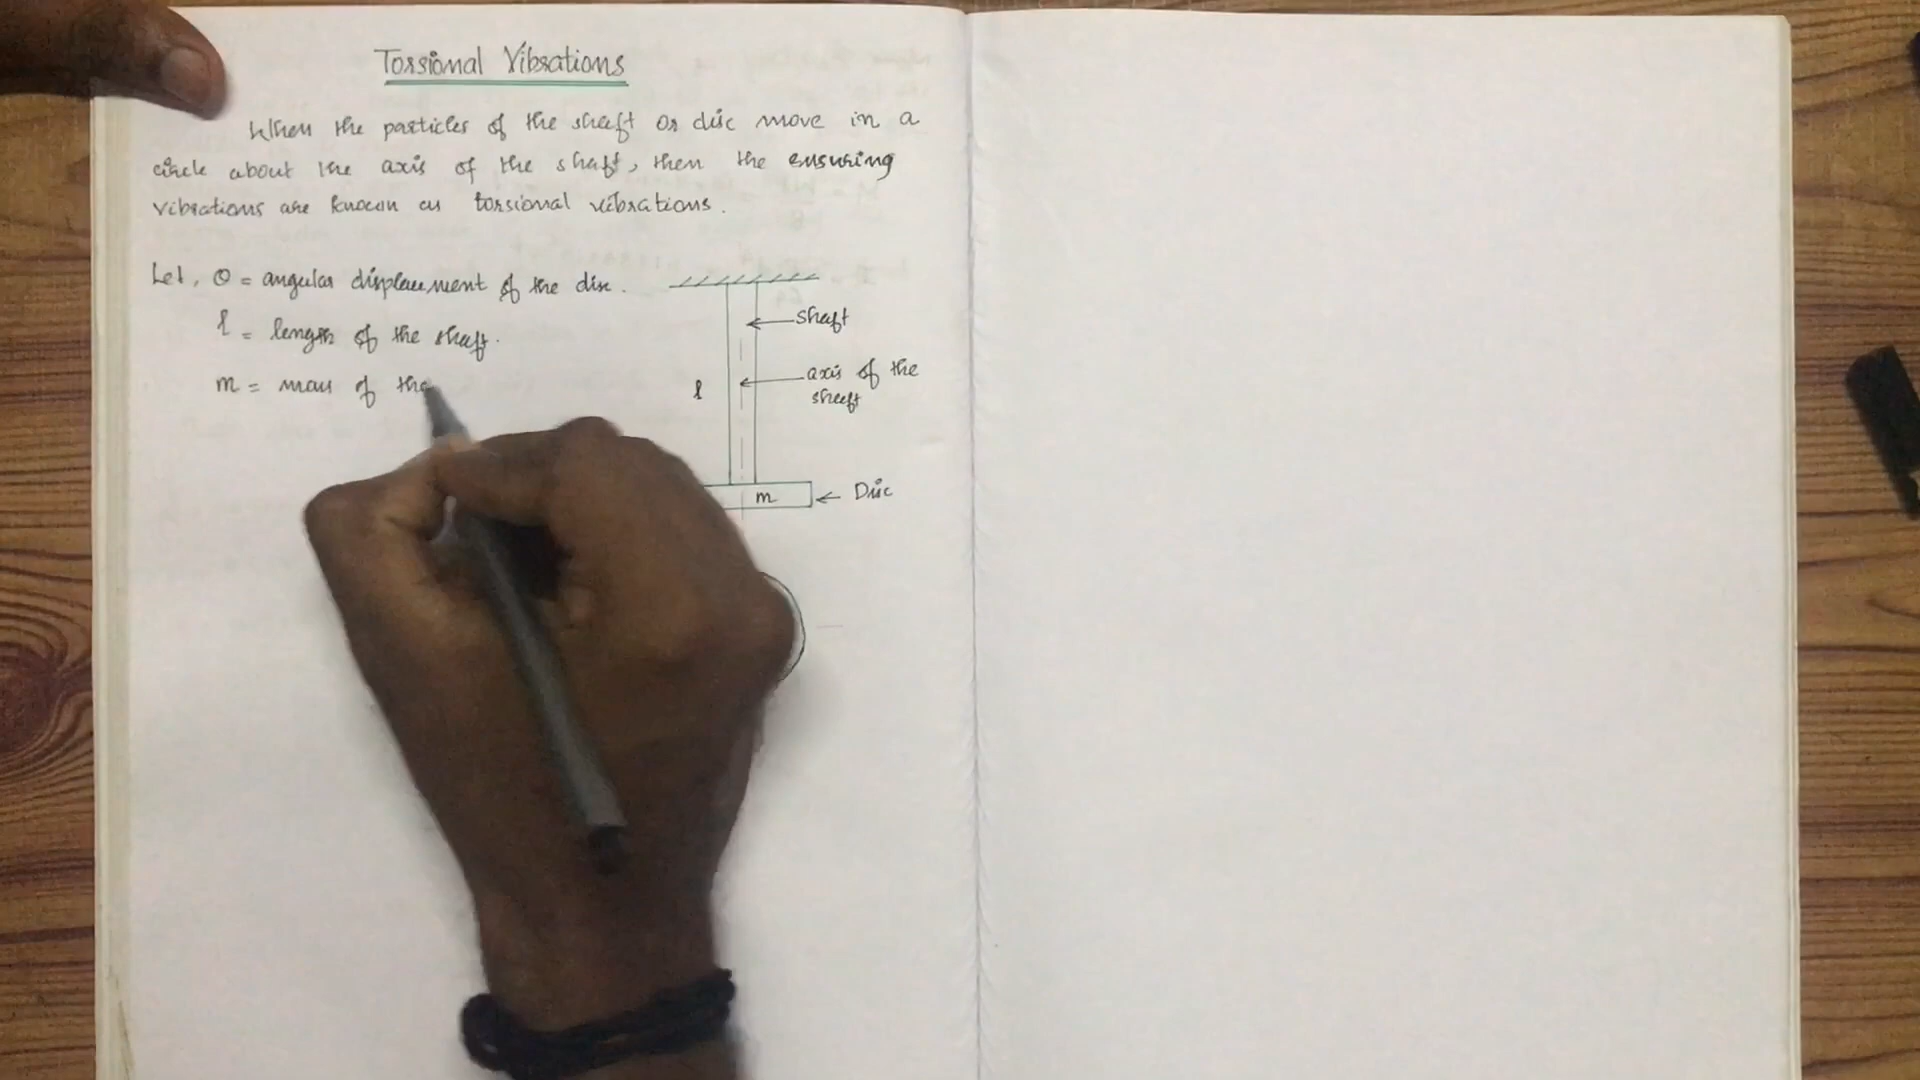 Torsional Vibrations
When the particles of the shaft or disc move in a
circle about the axis of the shaft, then the ensuring
vibrations are known as torsional vibrations.
Let, θ = angular displacement of the disc.
l = length of the shaft.
m = mass of the
shaft
axis of the
shaft
l
m
Disc